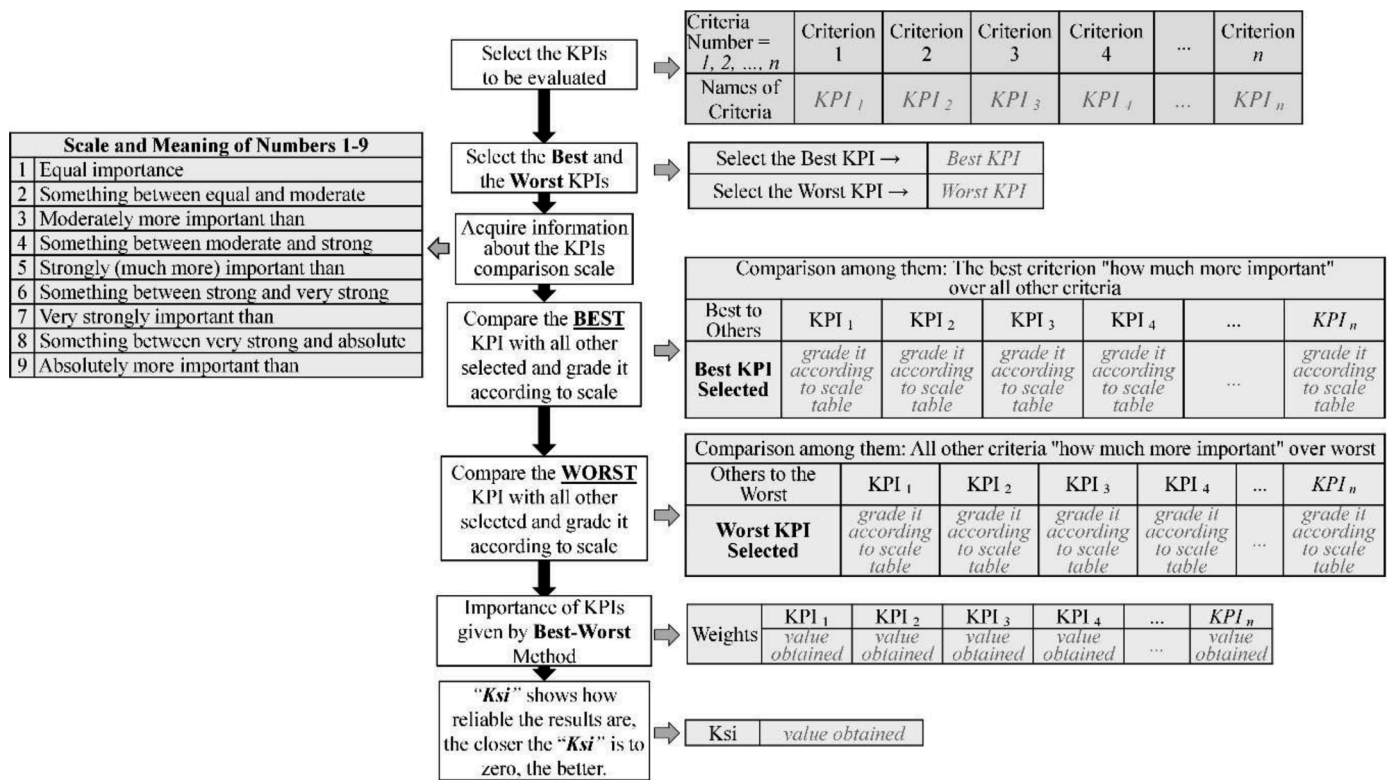 Select the KPIs
to be evaluated
Criteria
Number =
1, 2, ..., n
Criterion
1
Criterion
2
Criterion
3
Criterion
4
...
Criterion
n
Names of
Criteria
KPI 1
KPI 2
KPI 3
KPI 4
...
KPI n
Select the Best and
the Worst KPIs
Select the Best KPI →
Best KPI
Select the Worst KPI →
Worst KPI
Acquire information
about the KPIs
comparison scale
Scale and Meaning of Numbers 1-9
1 Equal importance
2 Something between equal and moderate
3 Moderately more important than
4 Something between moderate and strong
5 Strongly (much more) important than
6 Something between strong and very strong
7 Very strongly important than
8 Something between very strong and absolute
9 Absolutely more important than
Compare the BEST
KPI with all other
selected and grade it
according to scale
Comparison among them: The best criterion "how much more important"
over all other criteria
Best to
Others
KPI 1
KPI 2
KPI 3
KPI 4
...
KPI n
Best KPI
Selected
grade it
according
to scale
table
grade it
according
to scale
table
grade it
according
to scale
table
grade it
according
to scale
table
...
grade it
according
to scale
table
Compare the WORST
KPI with all other
selected and grade it
according to scale
Comparison among them: All other criteria "how much more important" over worst
Others to the
Worst
KPI 1
KPI 2
KPI 3
KPI 4
...
KPI n
Worst KPI
Selected
grade it
according
to scale
table
grade it
according
to scale
table
grade it
according
to scale
table
grade it
according
to scale
table
...
grade it
according
to scale
table
Importance of KPIs
given by Best-Worst
Method
Weights
KPI 1
KPI 2
KPI 3
KPI 4
...
KPI n
value
obtained
value
obtained
value
obtained
value
obtained
...
value
obtained
"Ksi" shows how
reliable the results are,
the closer the "Ksi" is to
zero, the better.
Ksi
value obtained